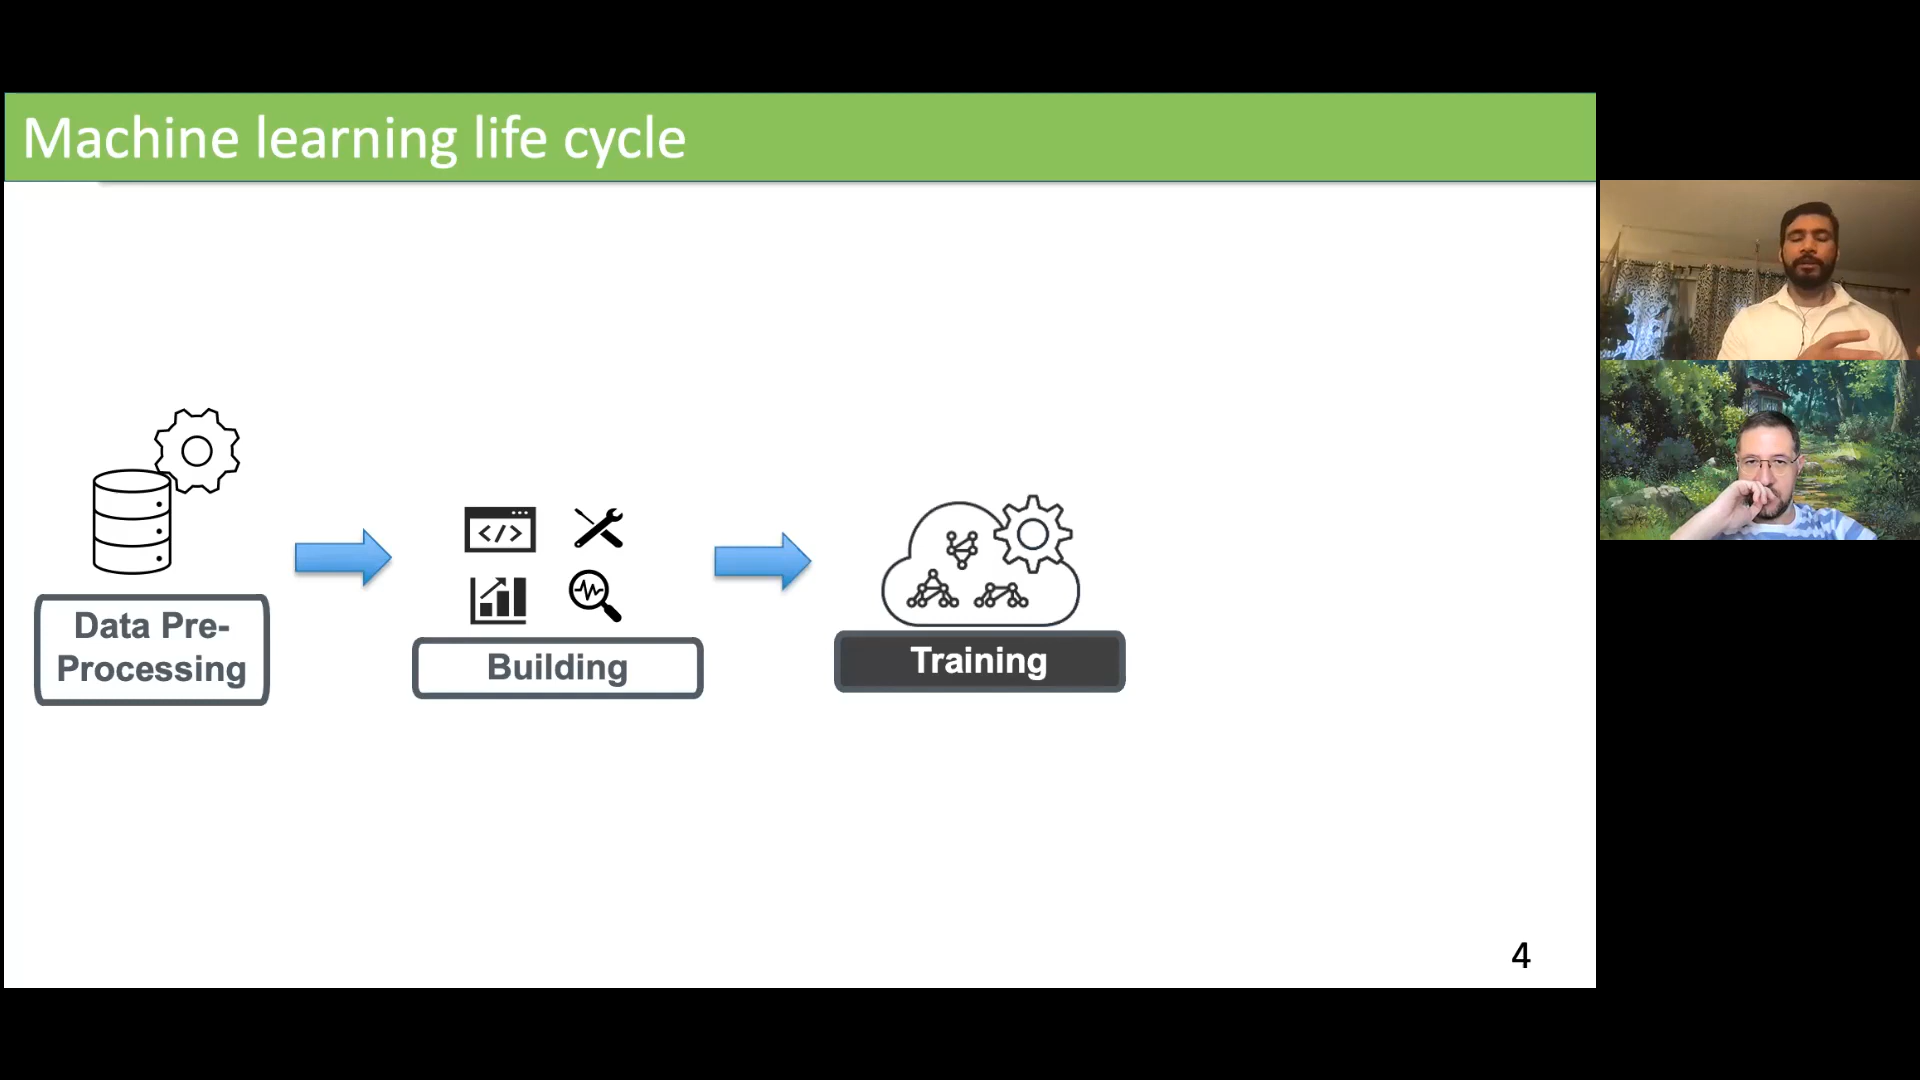 Machine learning life cycle
</>
Data Pre-
Processing
Building
Training
4